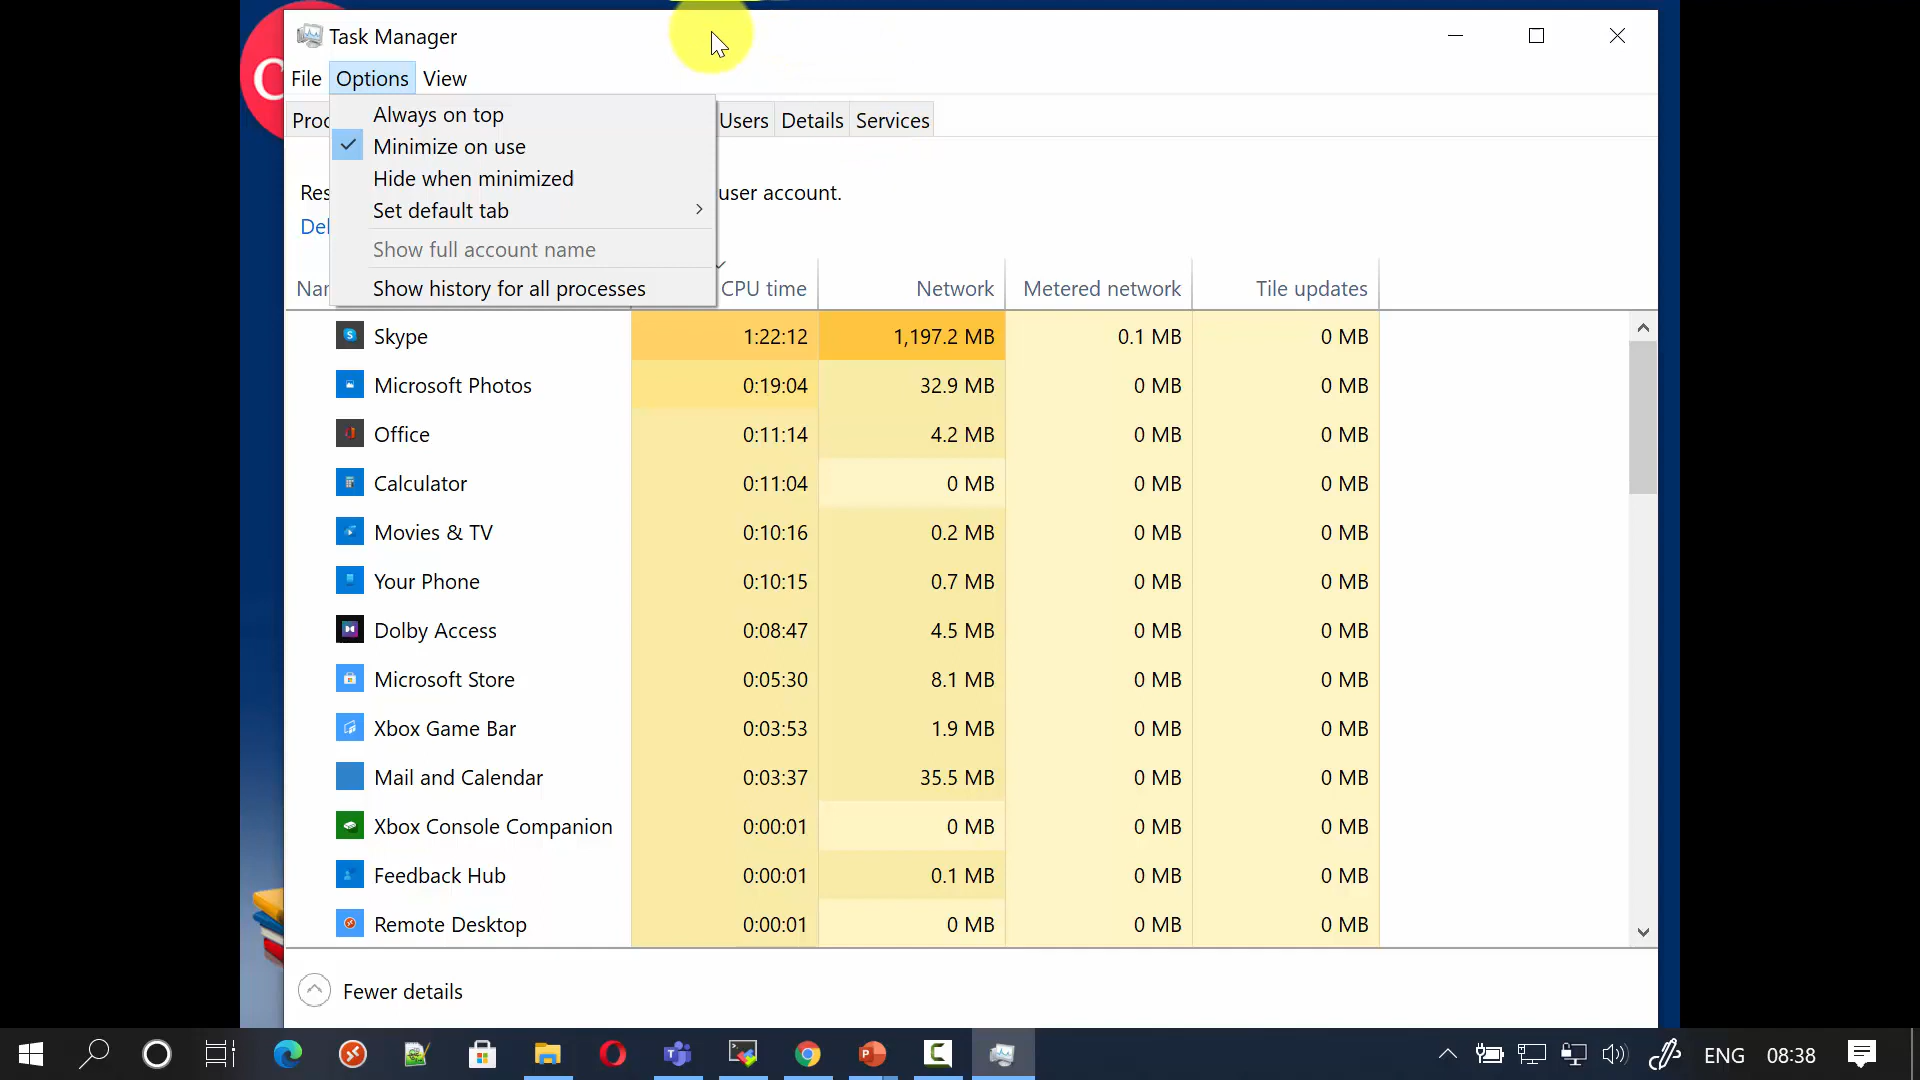 Task Manager
File Options View
Always on top
Minimize on use
Hide when minimized
Set default tab
Show full account name
Show history for all processes
Users Details Services
user account.
CPU time Network Metered network Tile updates
Skype 1:22:12 1,197.2 MB 0.1 MB 0 MB
Microsoft Photos 0:19:04 32.9 MB 0 MB 0 MB
Office 0:11:14 4.2 MB 0 MB 0 MB
Calculator 0:11:04 0 MB 0 MB 0 MB
Movies & TV 0:10:16 0.2 MB 0 MB 0 MB
Your Phone 0:10:15 0.7 MB 0 MB 0 MB
Dolby Access 0:08:47 4.5 MB 0 MB 0 MB
Microsoft Store 0:05:30 8.1 MB 0 MB 0 MB
Xbox Game Bar 0:03:53 1.9 MB 0 MB 0 MB
Mail and Calendar 0:03:37 35.5 MB 0 MB 0 MB
Xbox Console Companion 0:00:01 0 MB 0 MB 0 MB
Feedback Hub 0:00:01 0.1 MB 0 MB 0 MB
Remote Desktop 0:00:01 0 MB 0 MB 0 MB
Fewer details
ENG 08:38